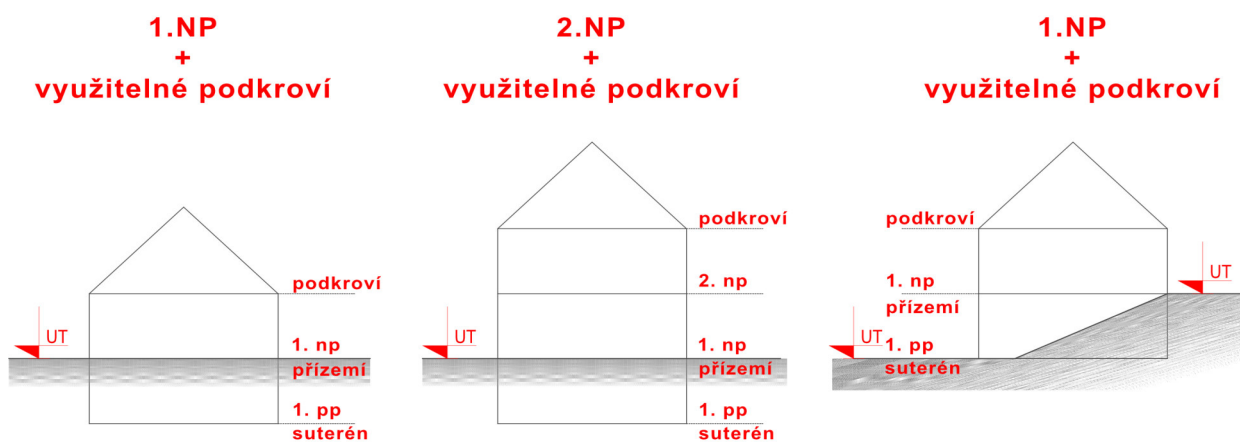 1.NP
+
využitelné podkroví
podkroví
UT
1. np
přízemí
1. pp
suterén
2.NP
+
využitelné podkroví
podkroví
2. np
UT
1. np
přízemí
1. pp
suterén
1.NP
+
využitelné podkroví
podkroví
1. np
UT
přízemí
UT
1. pp
suterén